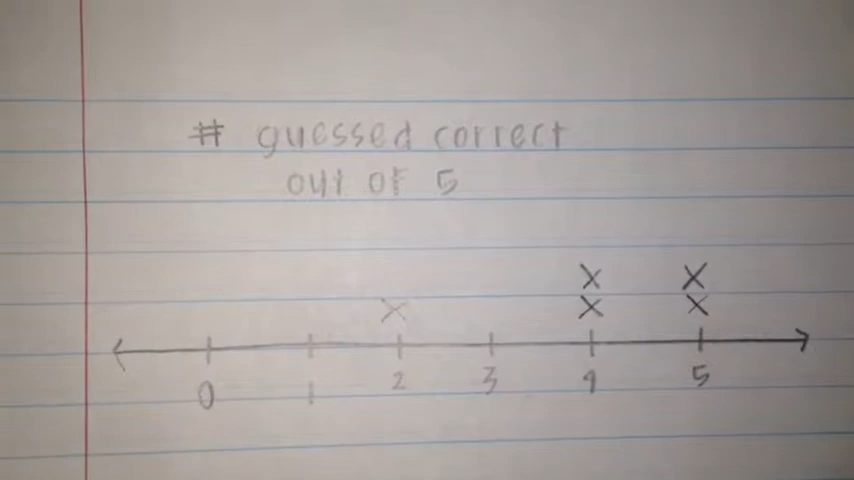 # guessed correct
out of 5
X X
X X X
0 1 2 3 4 5